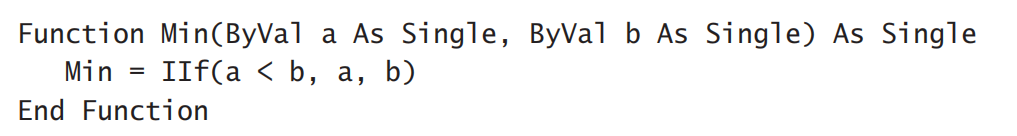 Function Min(ByVal a As Single, ByVal b As Single) As Single
   Min = IIf(a < b, a, b)
End Function